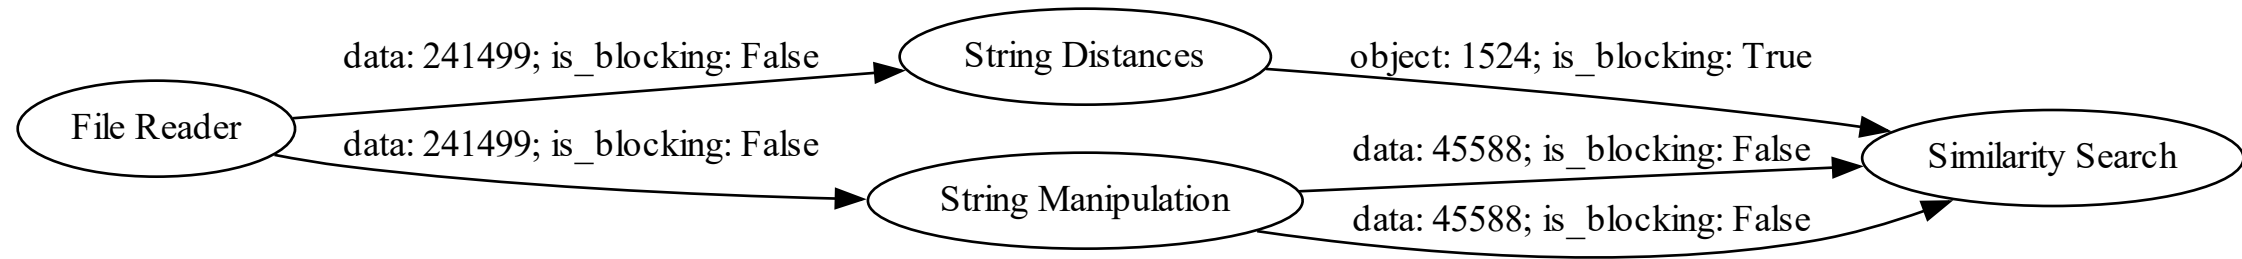 File Reader
data: 241499; is_blocking: False
data: 241499; is_blocking: False
String Distances
String Manipulation
object: 1524; is_blocking: True
data: 45588; is_blocking: False
data: 45588; is_blocking: False
Similarity Search